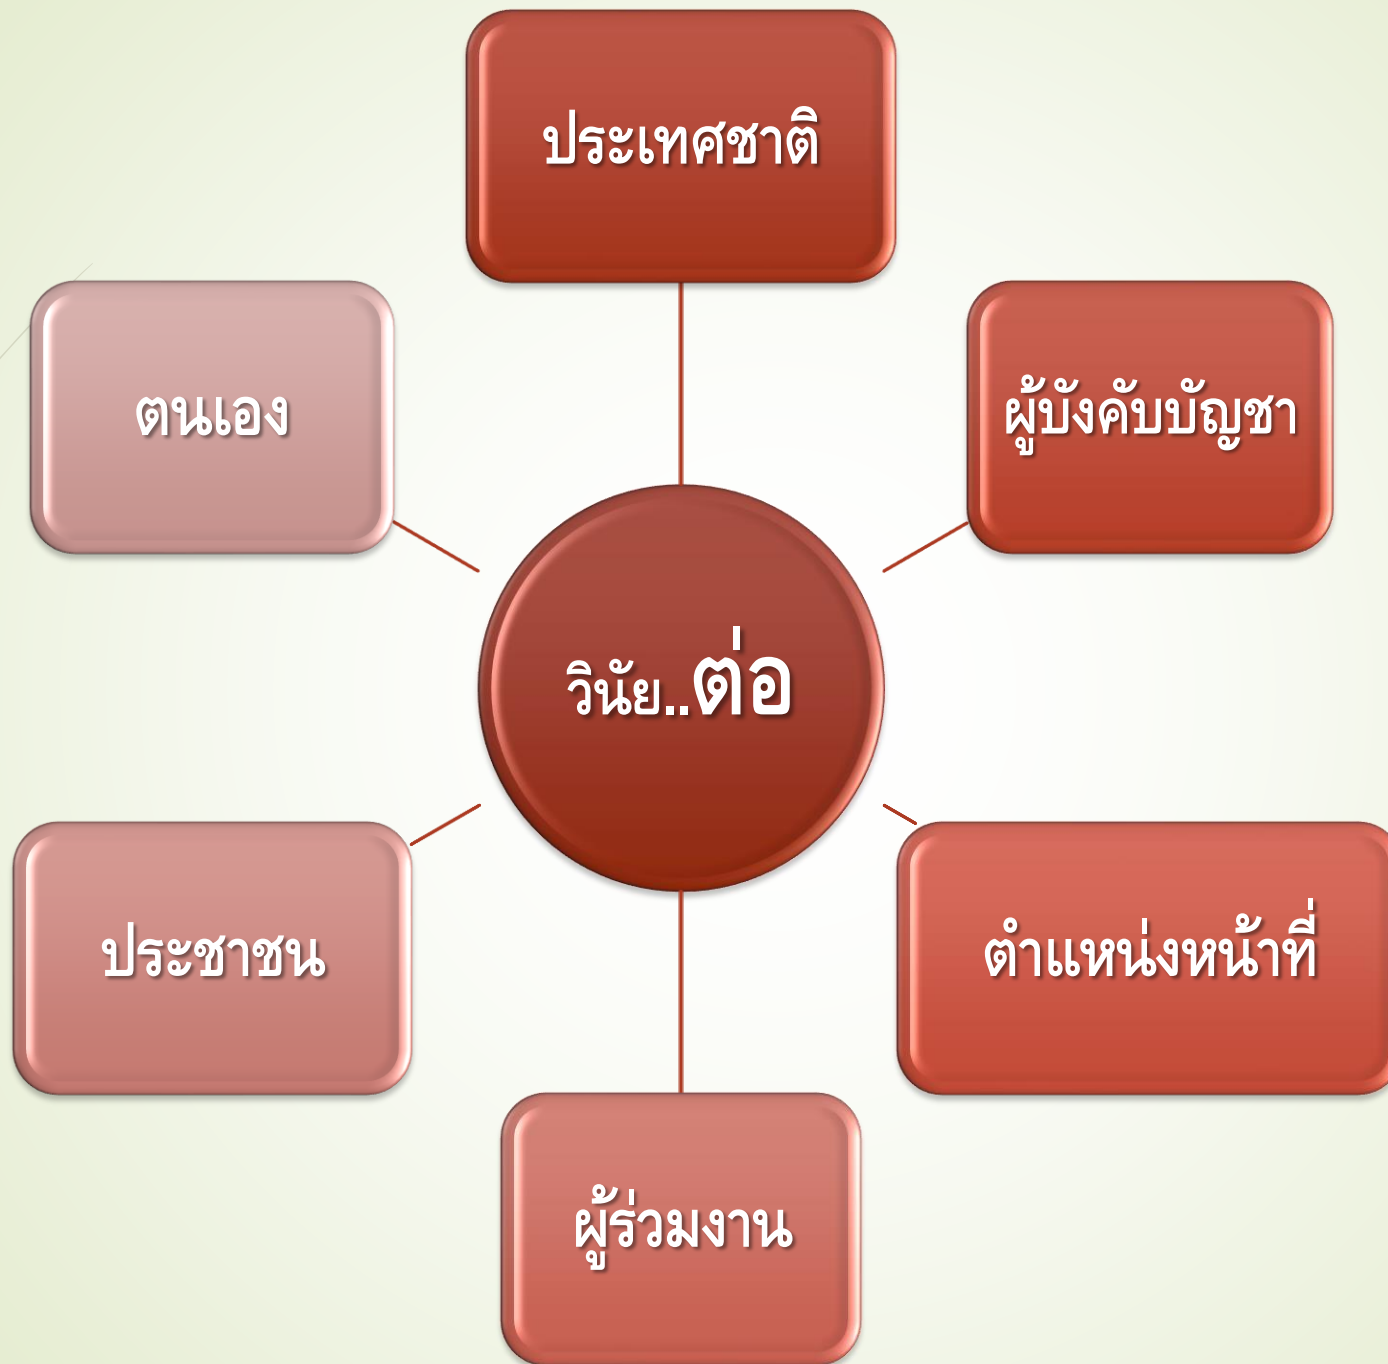 ประเทศชาติ
ตนเอง
ผู้บังคับบัญชา
วินัย..ต่อ
ประชาชน
ตำแหน่งหน้าที่
ผู้ร่วมงาน